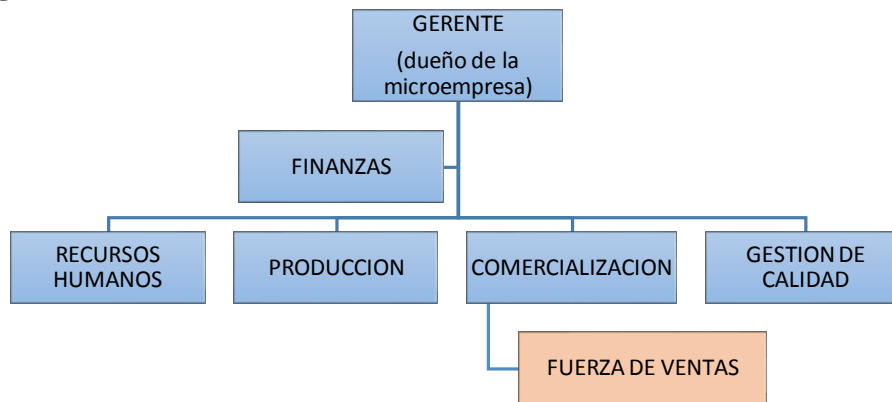 GERENTE
(dueño de la
microempresa)
FINANZAS
RECURSOS
HUMANOS
PRODUCCION
COMERCIALIZACION
GESTION DE
CALIDAD
FUERZA DE VENTAS